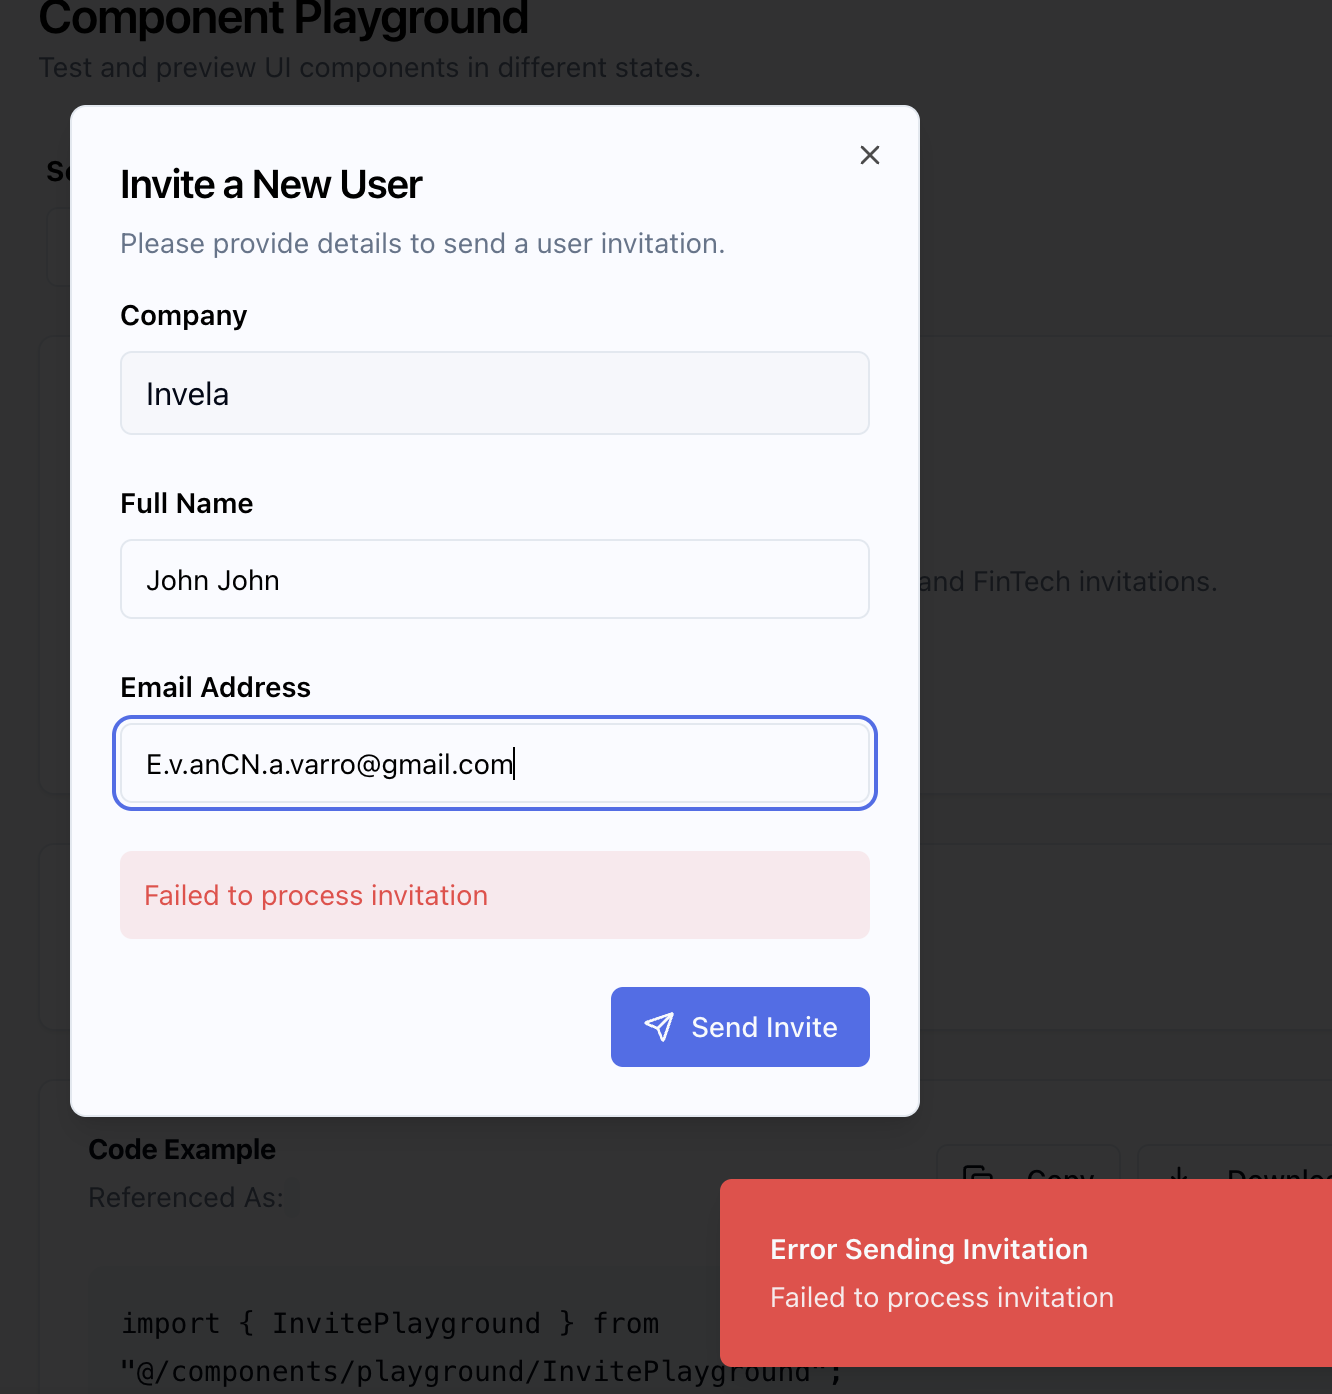 Component Playground
Test and preview UI components in different states.
Invite a New User
Please provide details to send a user invitation.
Company
Invela
Full Name
John John
and FinTech invitations.
Email Address
E.v.anCN.a.varro@gmail.com
Failed to process invitation
Send Invite
Code Example
Copy
Referenced As:
Error Sending Invitation
Failed to process invitation
import { InvitePlayground } from
"@/components/playground/InvitePlayground";